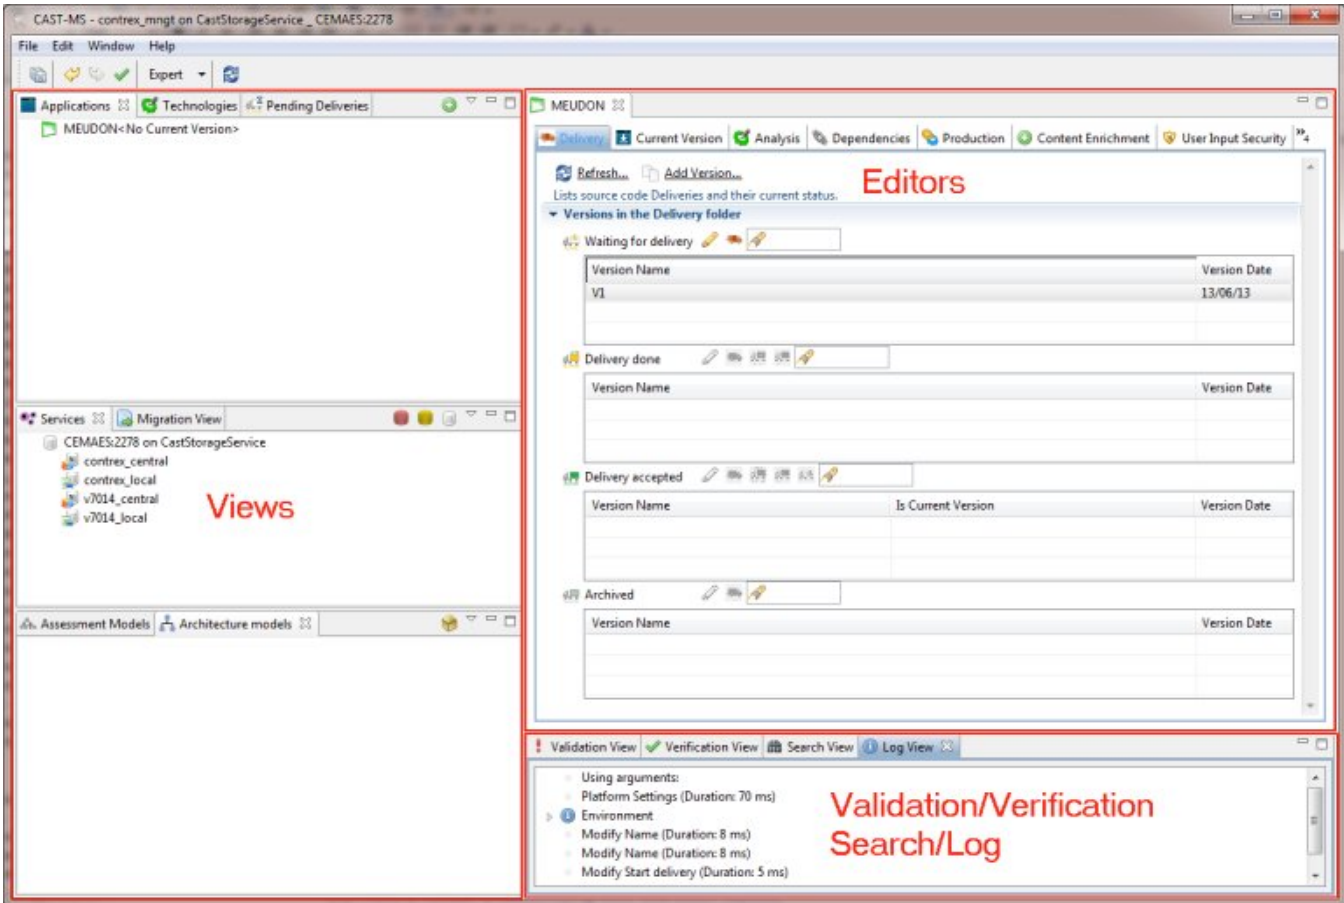 CAST-MS - contrex_mngt on CastStorageService _ CEMAES:2278
File Edit Window Help
Expert
Applications Technologies Pending Deliveries
MEUDON<No Current Version>
Services Migration View
CEMAES:2278 on CastStorageService
contrex_central
contrex_local
v7014_central
v7014_local
Views
Assessment Models Architecture models
MEUDON
Delivery Current Version Analysis Dependencies Production Content Enrichment User Input Security »4
Refresh... Add Version...
Editors
Lists source code Deliveries and their current status.
Versions in the Delivery folder
Waiting for delivery
Version Name Version Date
V1 13/06/13
Delivery done
Version Name Version Date
Delivery accepted
Version Name Is Current Version Version Date
Archived
Version Name Version Date
Validation View Verification View Search View Log View
Using arguments:
Platform Settings (Duration: 70 ms)
Environment
Modify Name (Duration: 8 ms)
Modify Name (Duration: 8 ms)
Modify Start delivery (Duration: 5 ms)
Validation/Verification
Search/Log